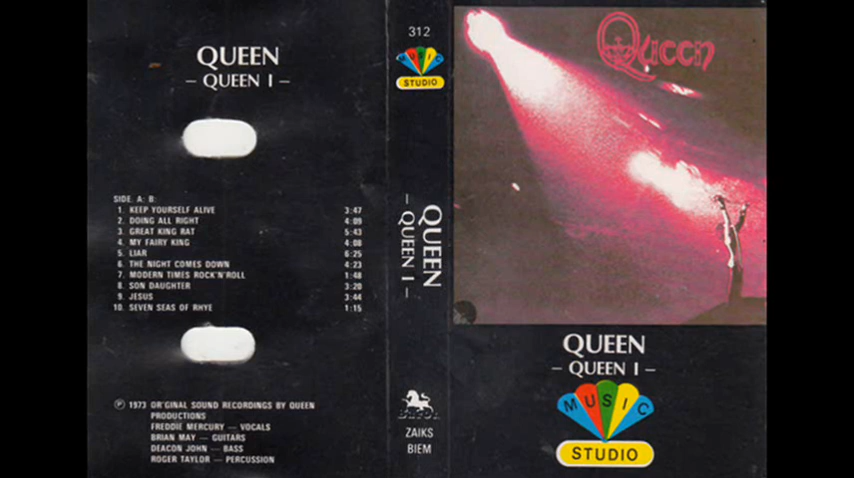 QUEEN
– QUEEN I –
SIDE. A: B:
1. KEEP YOURSELF ALIVE 3:47
2. DOING ALL RIGHT 4:09
3. GREAT KING RAT 5:43
4. MY FAIRY KING 4:08
5. LIAR 6:25
6. THE NIGHT COMES DOWN 4:23
7. MODERN TIMES ROCK'N'ROLL 1:48
8. SON DAUGHTER 3:20
9. JESUS 3:44
10. SEVEN SEAS OF RHYE 1:15
Ⓟ 1973 OR'GINAL SOUND RECORDINGS BY QUEEN
PRODUCTIONS
FREDDIE MERCURY — VOCALS
BRIAN MAY — GUITARS
DEACON JOHN — BASS
ROGER TAYLOR — PERCUSSION
312
MUSIC
STUDIO
QUEEN
– QUEEN I –
ZAIKS
BIEM
Queen
QUEEN
– QUEEN I –
MUSIC
STUDIO